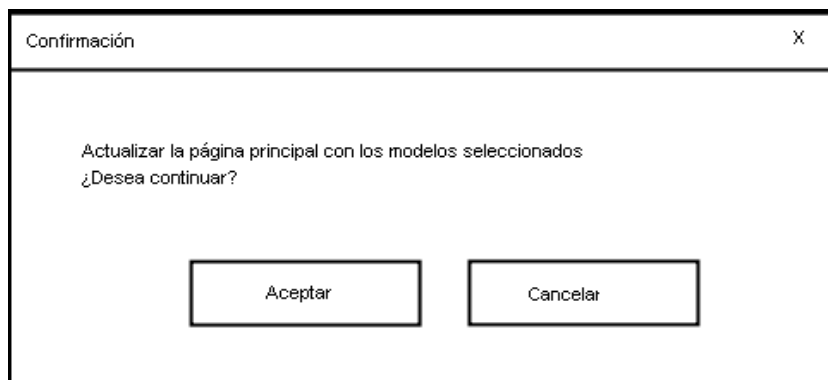 Confirmación X
Actualizar la página principal con los modelos seleccionados
¿Desea continuar?
Aceptar Cancelar